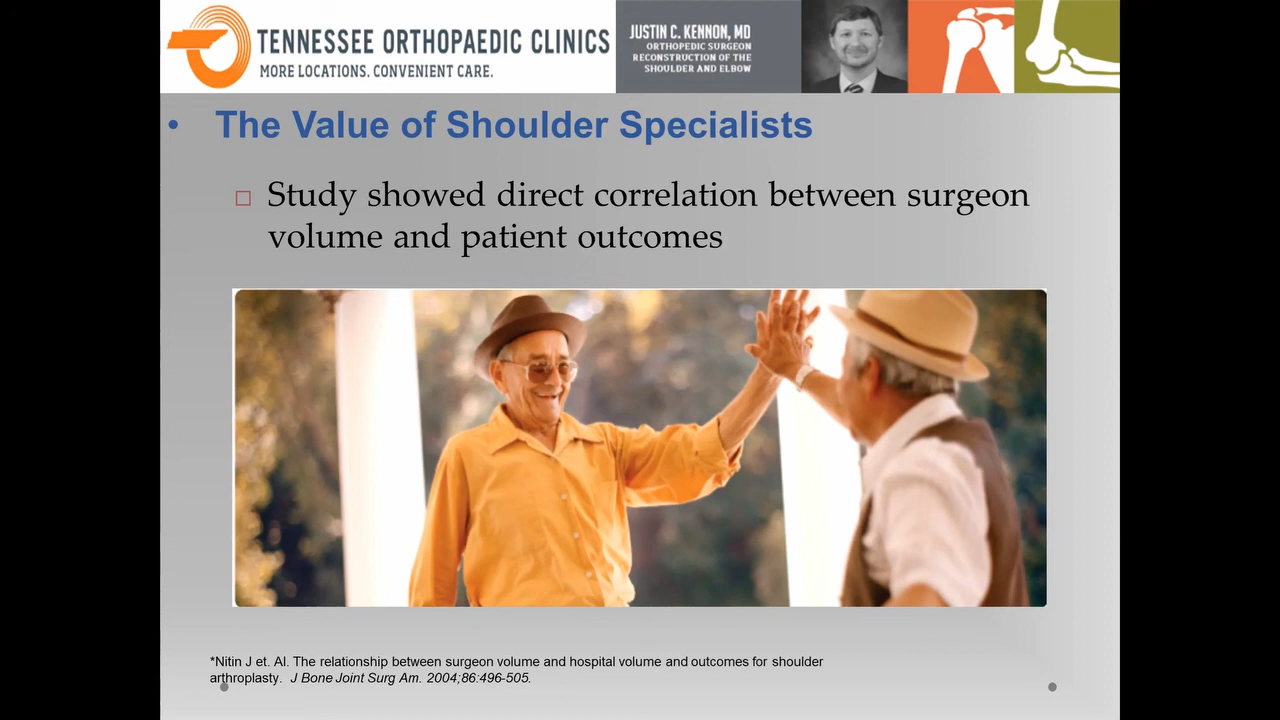 TENNESSEE ORTHOPAEDIC CLINICS
MORE LOCATIONS. CONVENIENT CARE.
JUSTIN C. KENNON, MD
ORTHOPEDIC SURGEON
RECONSTRUCTION OF THE
SHOULDER AND ELBOW
• The Value of Shoulder Specialists
□ Study showed direct correlation between surgeon
volume and patient outcomes
*Nitin J et. Al. The relationship between surgeon volume and hospital volume and outcomes for shoulder
arthroplasty. J Bone Joint Surg Am. 2004;86:496-505.